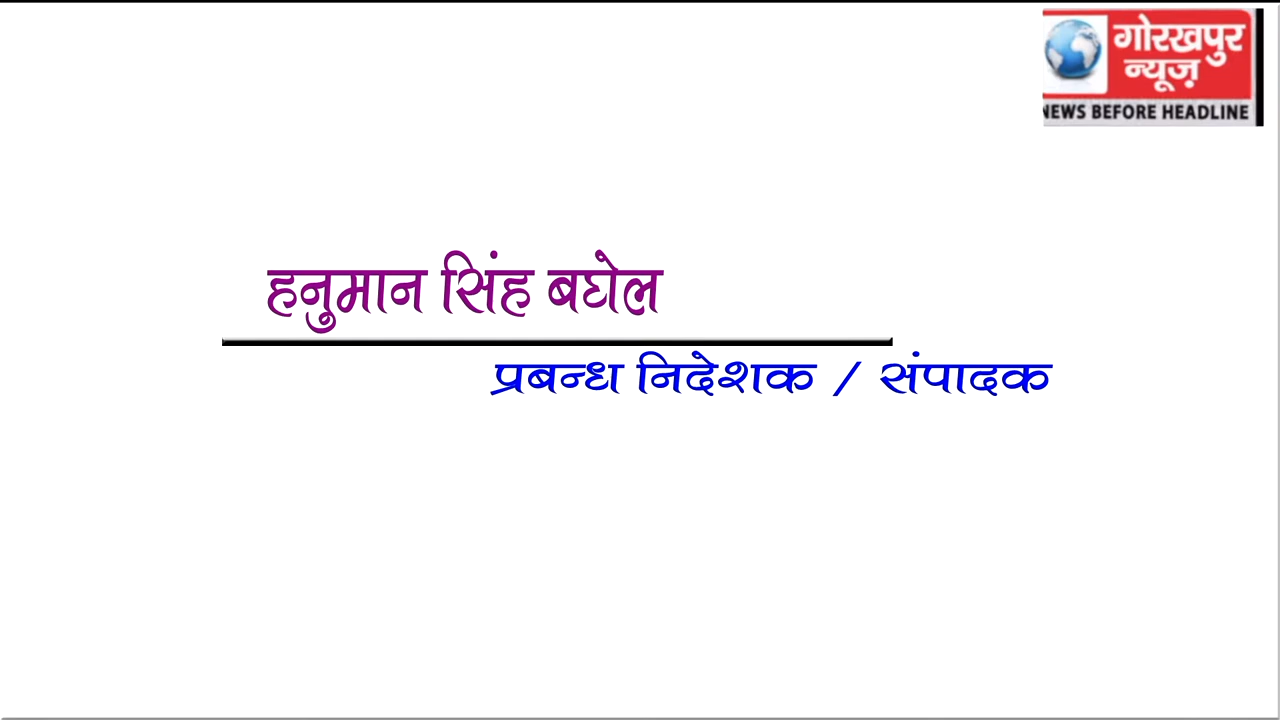 गोरखपुर
न्यूज़
NEWS BEFORE HEADLINE
हनुमान सिंह बघेल
प्रबन्ध निदेशक / संपादक